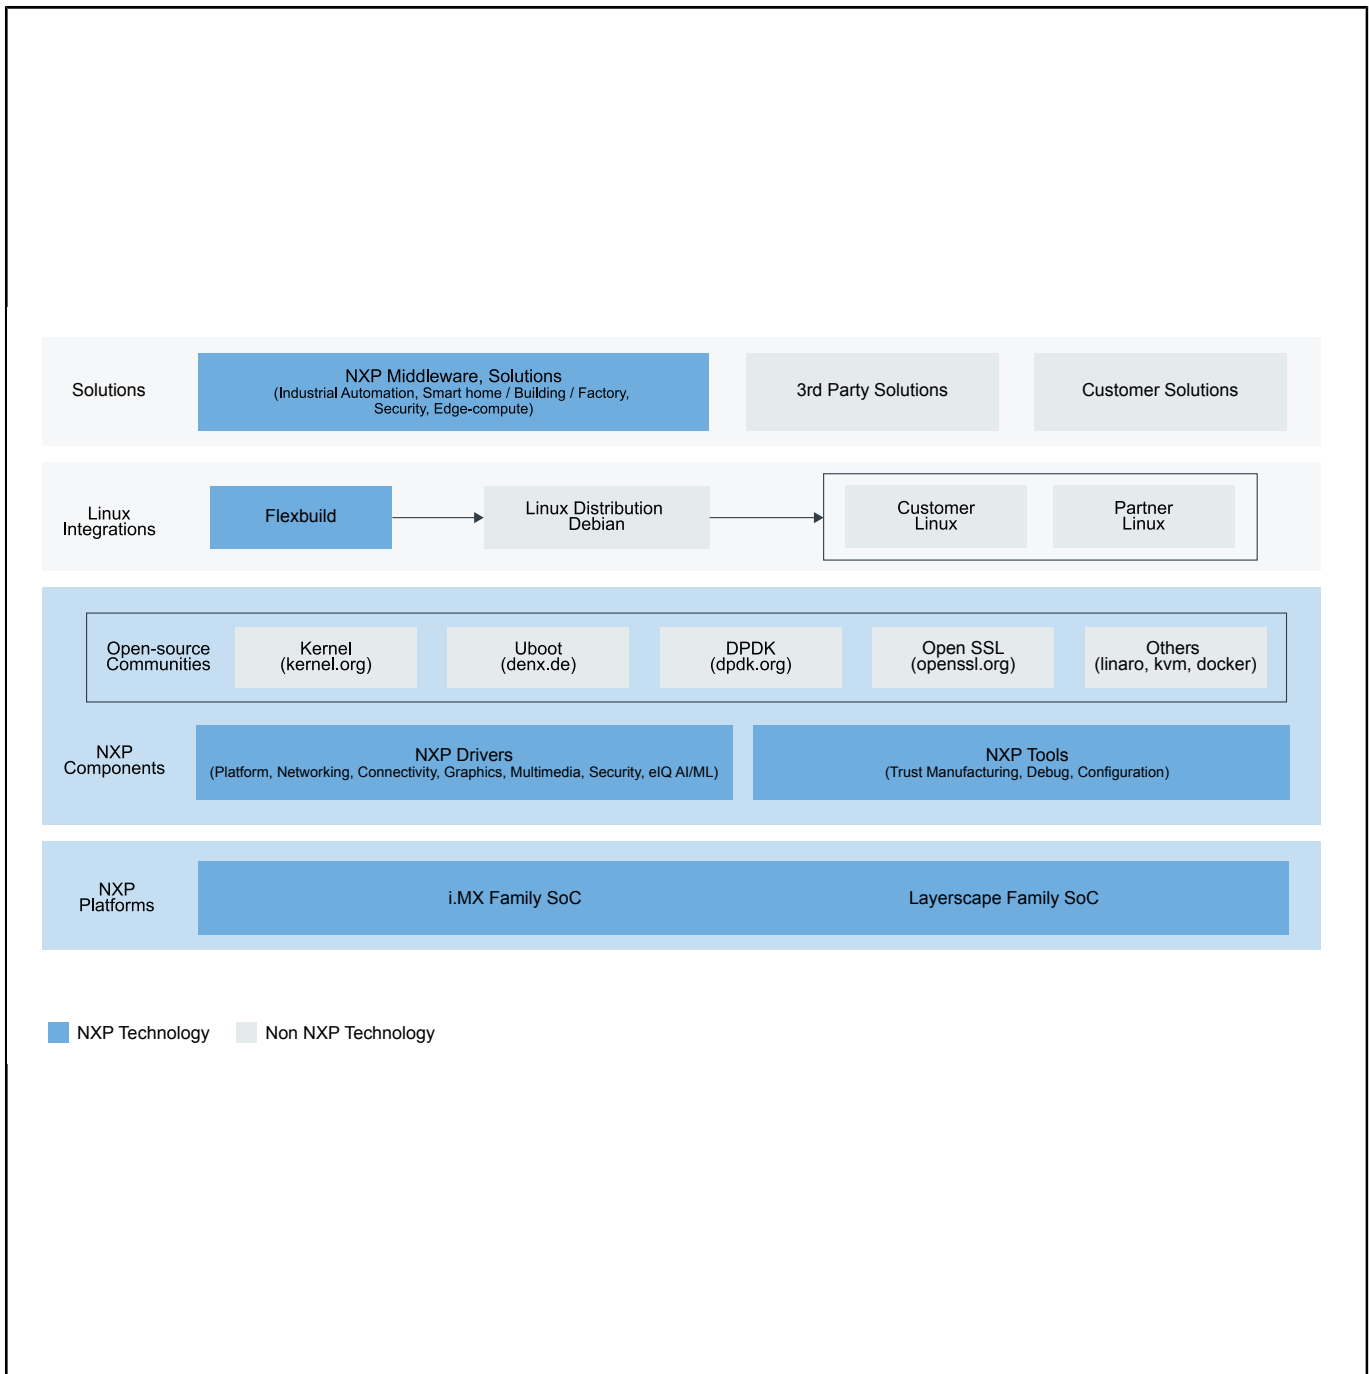 Solutions
NXP Middleware, Solutions
(Industrial Automation, Smart home / Building / Factory,
Security, Edge-compute)
3rd Party Solutions
Customer Solutions
Linux
Integrations
Flexbuild
Linux Distribution
Debian
Customer
Linux
Partner
Linux
Open-source
Communities
Kernel
(kernel.org)
Uboot
(denx.de)
DPDK
(dpdk.org)
Open SSL
(openssl.org)
Others
(linaro, kvm, docker)
NXP
Components
NXP Drivers
(Platform, Networking, Connectivity, Graphics, Multimedia, Security, eIQ AI/ML)
NXP Tools
(Trust Manufacturing, Debug, Configuration)
NXP
Platforms
i.MX Family SoC
Layerscape Family SoC
NXP Technology
Non NXP Technology